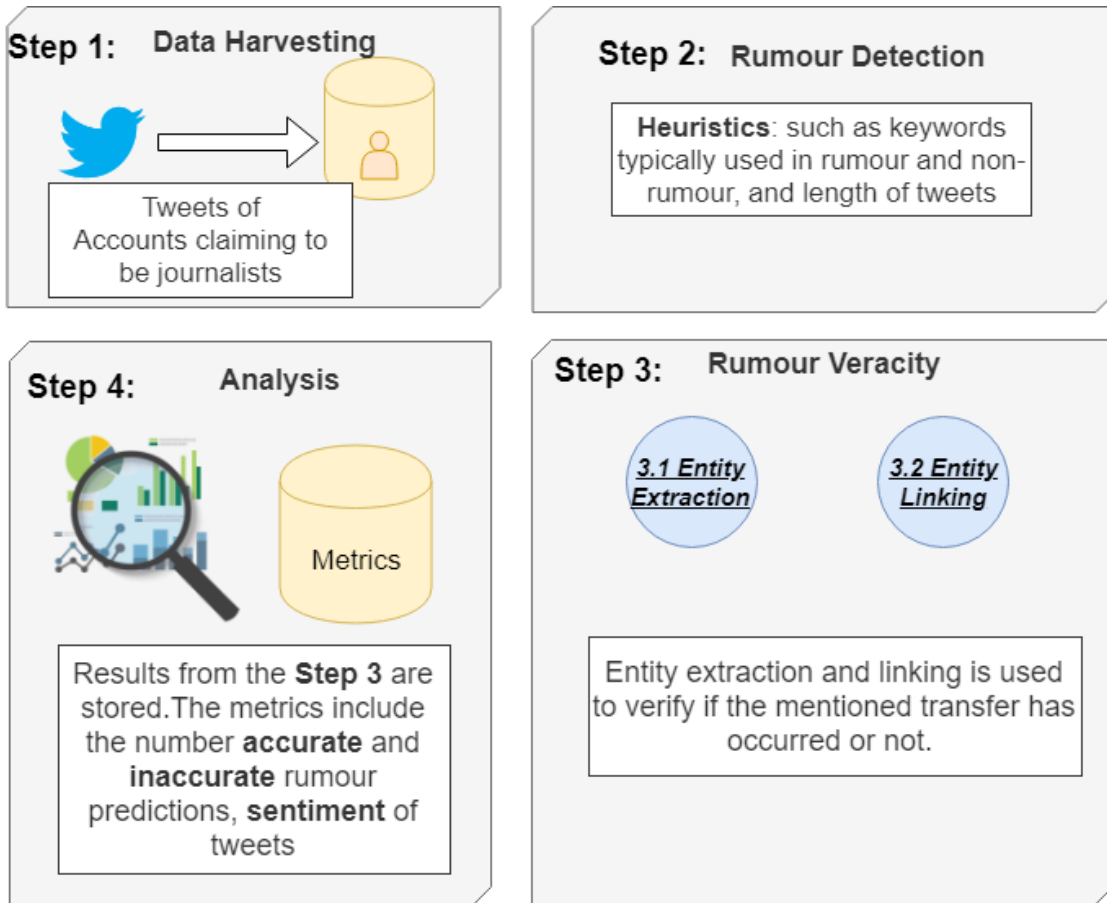 Step 1: Data Harvesting
Tweets of
Accounts claiming to
be journalists
Step 2: Rumour Detection
Heuristics: such as keywords
typically used in rumour and non-
rumour, and length of tweets
Step 3: Rumour Veracity
3.1 Entity
Extraction
3.2 Entity
Linking
Entity extraction and linking is used
to verify if the mentioned transfer has
occurred or not.
Step 4: Analysis
Metrics
Results from the Step 3 are
stored.The metrics include
the number accurate and
inaccurate rumour
predictions, sentiment of
tweets